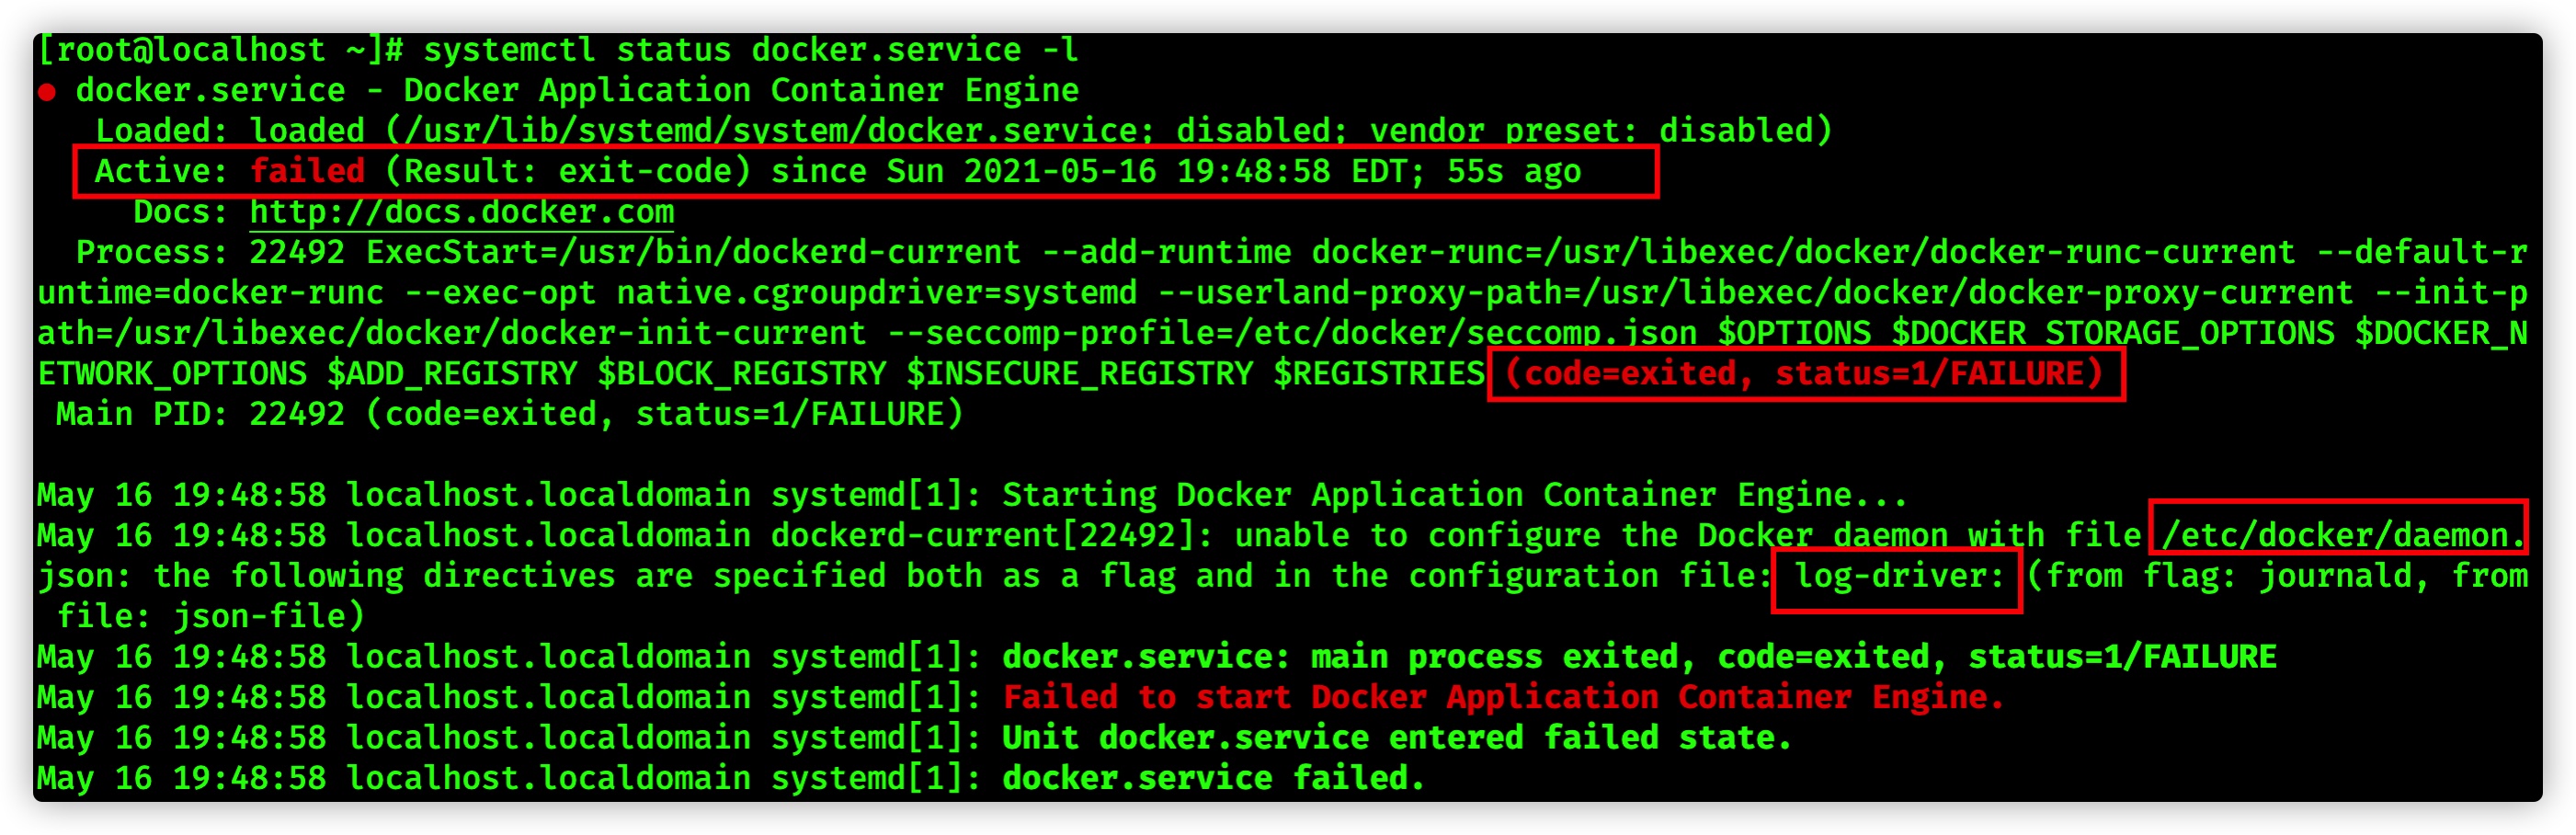 [root@localhost ~]# systemctl status docker.service -l
● docker.service - Docker Application Container Engine
Loaded: loaded (/usr/lib/systemd/system/docker.service; disabled; vendor preset: disabled)
Active: failed (Result: exit-code) since Sun 2021-05-16 19:48:58 EDT; 55s ago
Docs: http://docs.docker.com
Process: 22492 ExecStart=/usr/bin/dockerd-current --add-runtime docker-runc=/usr/libexec/docker/docker-runc-current --default-r
untime=docker-runc --exec-opt native.cgroupdriver=systemd --userland-proxy-path=/usr/libexec/docker/docker-proxy-current --init-p
ath=/usr/libexec/docker/docker-init-current --seccomp-profile=/etc/docker/seccomp.json $OPTIONS $DOCKER_STORAGE_OPTIONS $DOCKER_N
ETWORK_OPTIONS $ADD_REGISTRY $BLOCK_REGISTRY $INSECURE_REGISTRY $REGISTRIES (code=exited, status=1/FAILURE)
Main PID: 22492 (code=exited, status=1/FAILURE)
May 16 19:48:58 localhost.localdomain systemd[1]: Starting Docker Application Container Engine...
May 16 19:48:58 localhost.localdomain dockerd-current[22492]: unable to configure the Docker daemon with file /etc/docker/daemon.
json: the following directives are specified both as a flag and in the configuration file: log-driver: (from flag: journald, from
file: json-file)
May 16 19:48:58 localhost.localdomain systemd[1]: docker.service: main process exited, code=exited, status=1/FAILURE
May 16 19:48:58 localhost.localdomain systemd[1]: Failed to start Docker Application Container Engine.
May 16 19:48:58 localhost.localdomain systemd[1]: Unit docker.service entered failed state.
May 16 19:48:58 localhost.localdomain systemd[1]: docker.service failed.